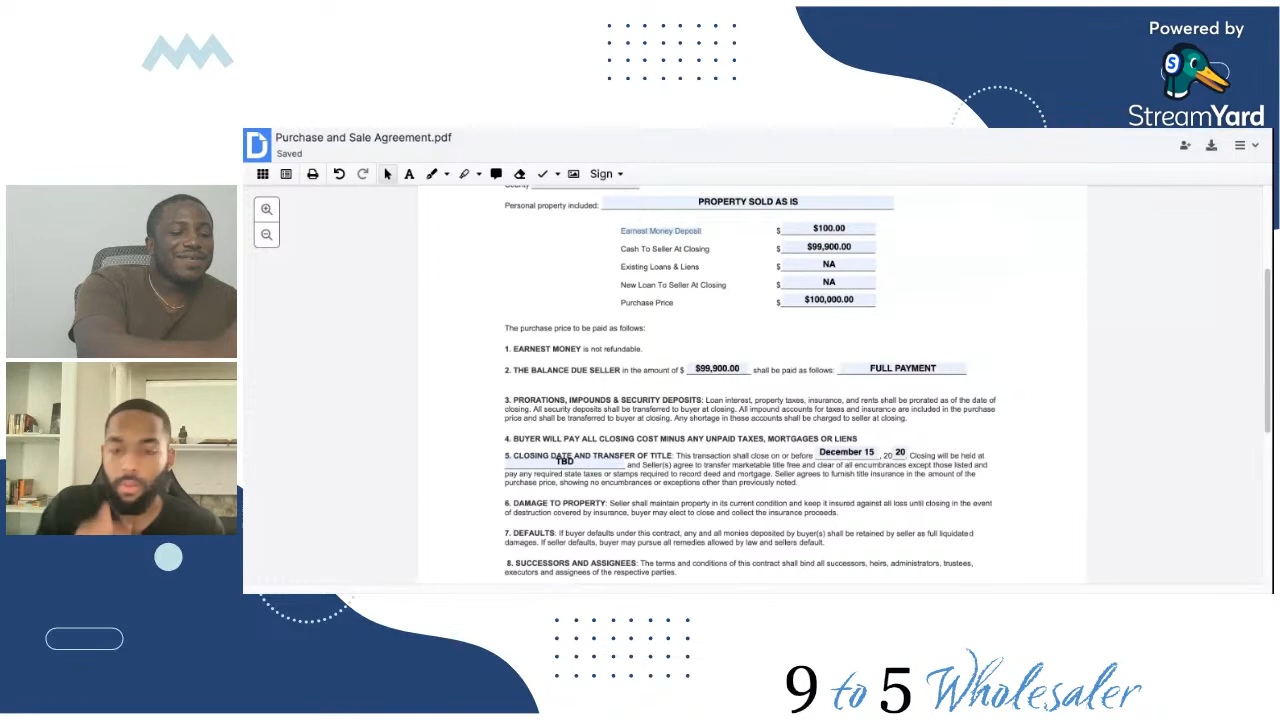 Powered by
StreamYard
Purchase and Sale Agreement.pdf
Saved
A
Sign
County
Personal property included: PROPERTY SOLD AS IS
Earnest Money Deposit $ $100.00
Cash To Seller At Closing $ $99,900.00
Existing Loans & Liens $ NA
New Loan To Seller At Closing $ NA
Purchase Price $ $100,000.00
The purchase price to be paid as follows:
1. EARNEST MONEY is not refundable.
2. THE BALANCE DUE SELLER in the amount of $ $99,900.00 shall be paid as follows: FULL PAYMENT
3. PRORATIONS, IMPOUNDS & SECURITY DEPOSITS: Loan interest, property taxes, insurance, and rents shall be prorated as of the date of
closing. All security deposits shall be transferred to buyer at closing. All impound accounts for taxes and insurance are included in the purchase
price and shall be transferred to buyer at closing. Any shortage in these accounts shall be charged to seller at closing.
4. BUYER WILL PAY ALL CLOSING COST MINUS ANY UNPAID TAXES, MORTGAGES OR LIENS
5. CLOSING DATE AND TRANSFER OF TITLE: This transaction shall close on or before December 15, 20 20. Closing will be held at
TBD and Seller(s) agree to transfer marketable title free and clear of all encumbrances except those listed and
pay any required state taxes or stamps required to record deed and mortgage. Seller agrees to furnish title insurance in the amount of the
purchase price, showing no encumbrances or exceptions other than previously noted.
6. DAMAGE TO PROPERTY: Seller shall maintain property in its current condition and keep it insured against all loss until closing in the event
of destruction covered by insurance, buyer may elect to close and collect the insurance proceeds.
7. DEFAULTS: If buyer defaults under this contract, any and all monies deposited by buyer(s) shall be retained by seller as full liquidated
damages. If seller defaults, buyer may pursue all remedies allowed by law and sellers default.
8. SUCCESSORS AND ASSIGNEES: The terms and conditions of this contract shall bind all successors, heirs, administrators, trustees,
executors and assignees of the respective parties.
9 to 5 Wholesaler